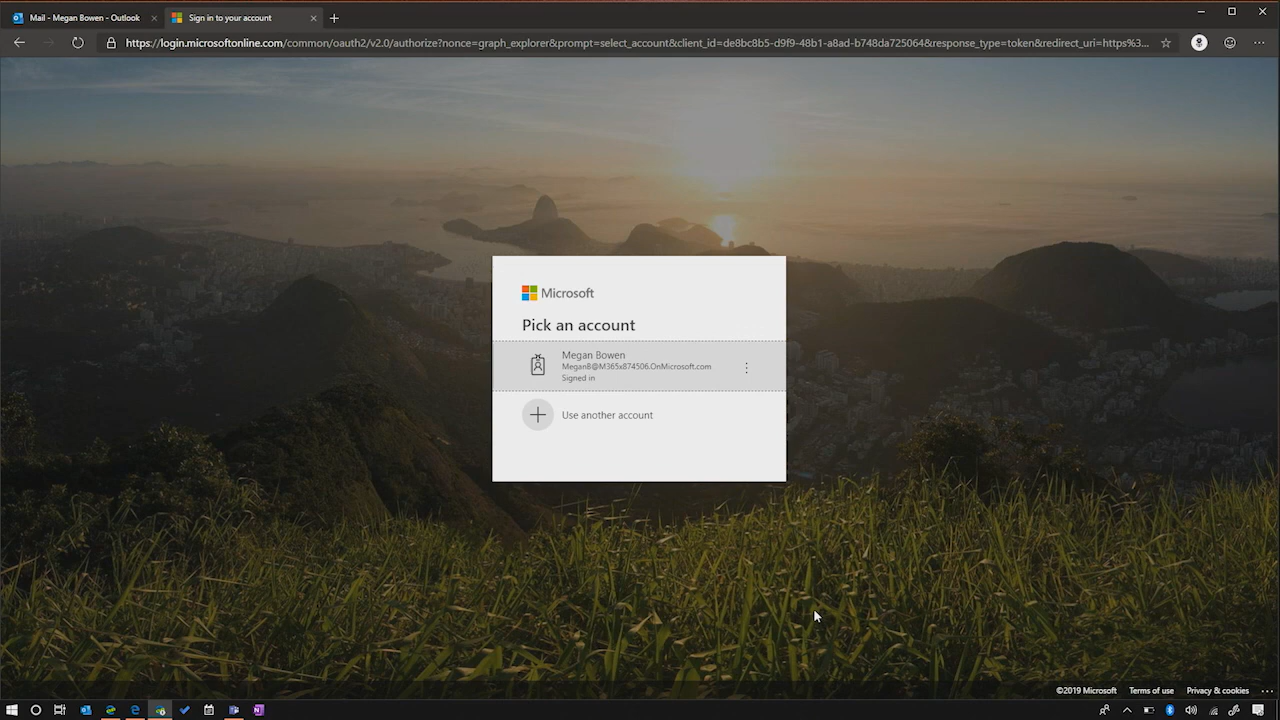 Mail - Megan Bowen - Outlook
Sign in to your account
https://login.microsoftonline.com/common/oauth2/v2.0/authorize?nonce=graph_explorer&prompt=select_account&client_id=de8bc8b5-d9f9-48b1-a8ad-b748da725064&response_type=token&redirect_uri=https%3...
Microsoft
Pick an account
Megan Bowen
MeganB@M365x874506.OnMicrosoft.com
Signed in
Use another account
©2019 Microsoft
Terms of use
Privacy & cookies